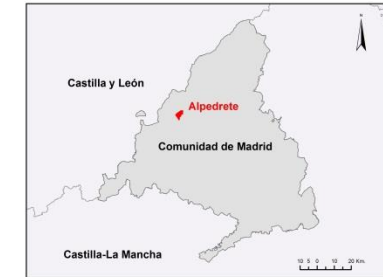 N
Castilla y León
Alpedrete
Comunidad de Madrid
Castilla-La Mancha
10 5 0 10 20 Km.